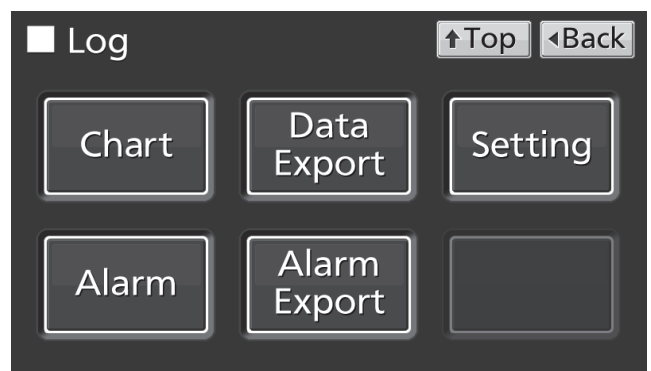 Log
Top
Back
Chart
Data
Export
Setting
Alarm
Alarm
Export